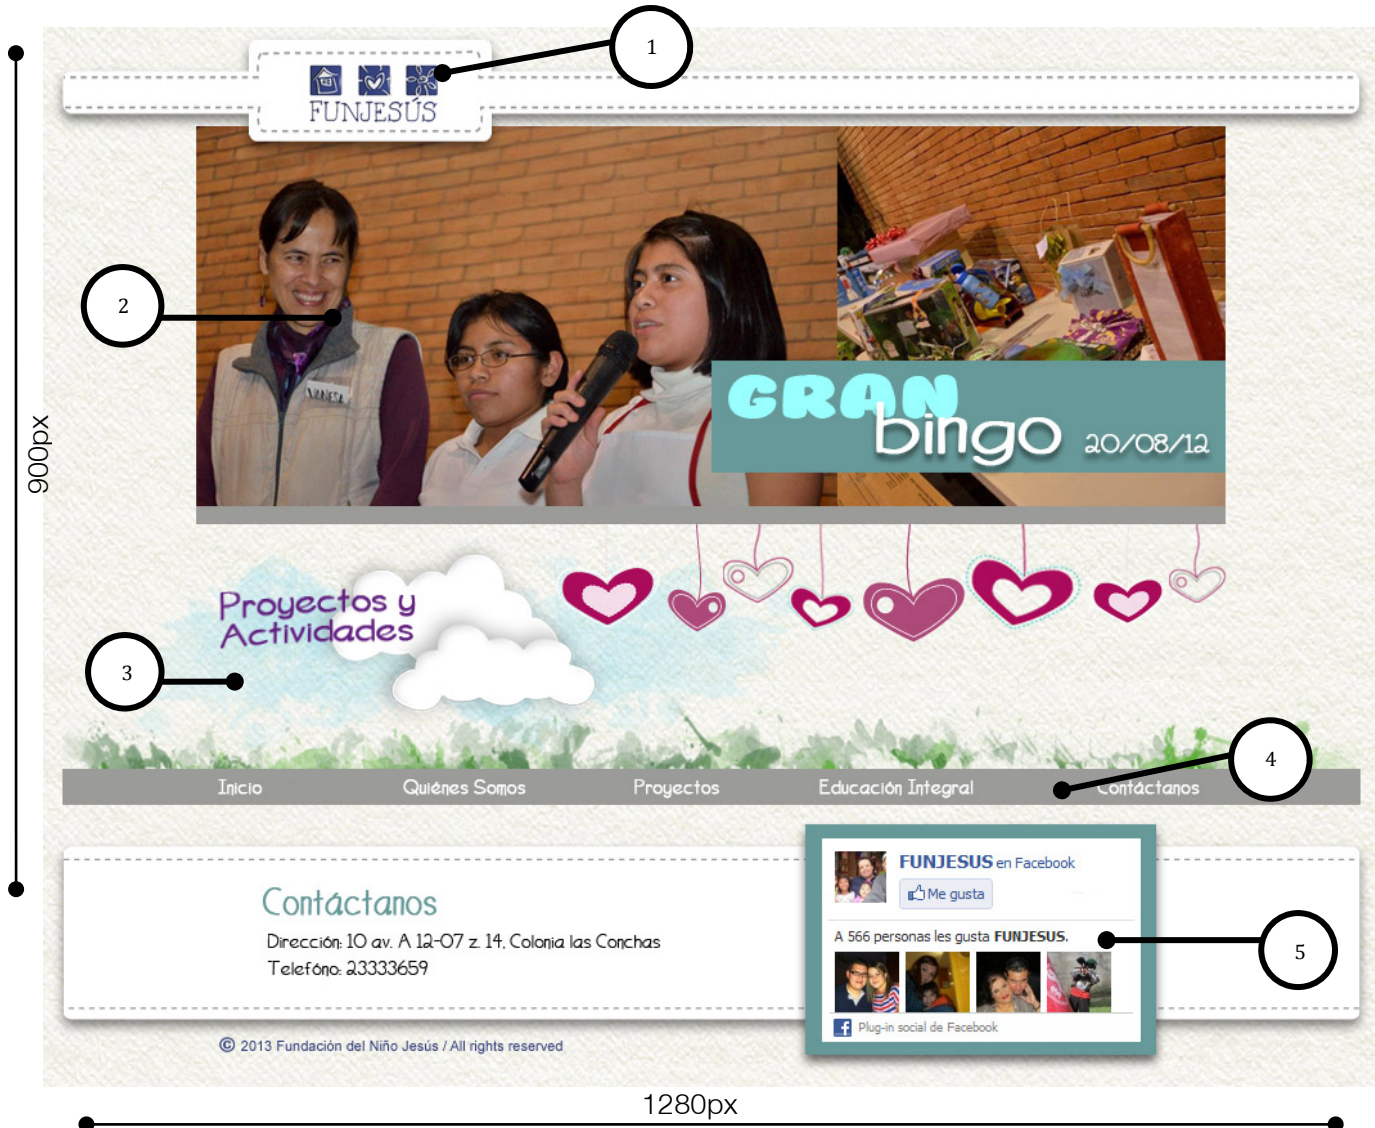 1
FUNJESÚS
2
VANESA
GRAN
bingo 20/08/12
900px
Proyectos y
Actividades
3
4
Inicio Quiénes Somos Proyectos Educación Integral Contáctanos
FUNJESUS en Facebook
Me gusta
Contáctanos
Dirección: 10 av. A 12-07 z. 14, Colonia las Conchas
Telefóno: 23333659
A 566 personas les gusta FUNJESUS.
5
f Plug-in social de Facebook
© 2013 Fundación del Niño Jesús / All rights reserved
1280px